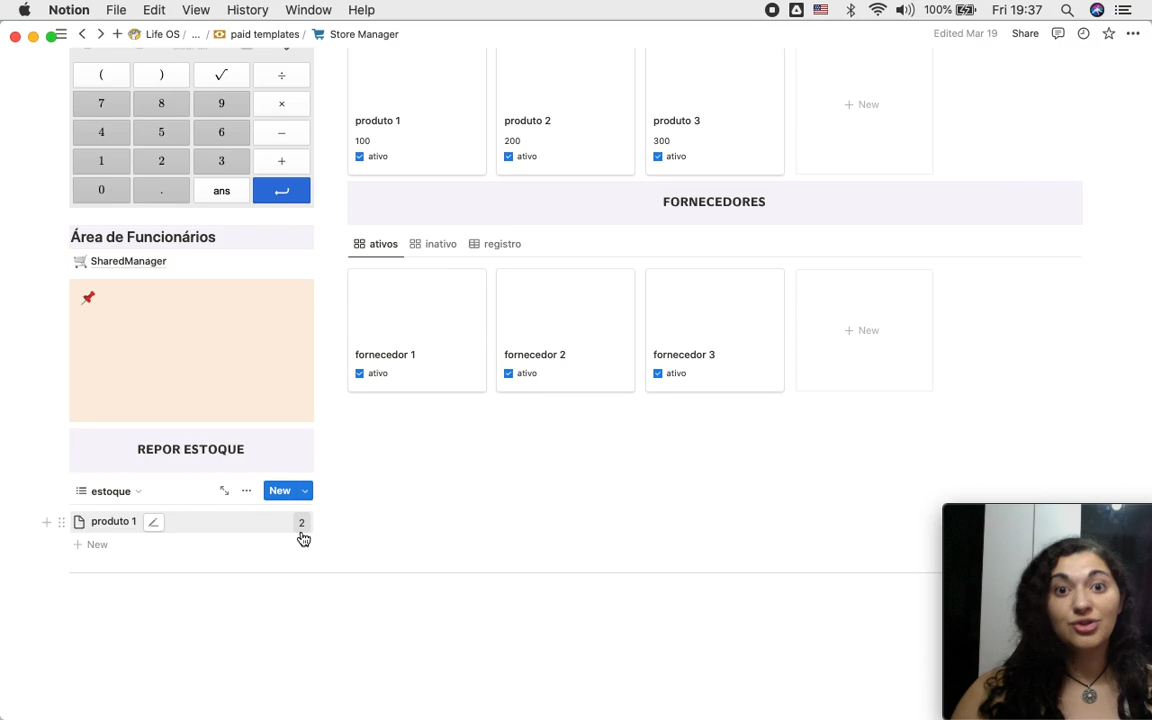 Notion File Edit View History Window Help 100% Fri 19:37
Life OS / ... / paid templates / Store Manager Edited Mar 19 Share
( ) √ ÷
7 8 9 ×
4 5 6 −
1 2 3 +
0 . ans
produto 1 produto 2 produto 3 + New
100 200 300
ativo ativo ativo
FORNECEDORES
Área de Funcionários
ativos inativo registro
SharedManager
+ New
fornecedor 1 fornecedor 2 fornecedor 3
ativo ativo ativo
REPOR ESTOQUE
estoque New
produto 1 2
+ New